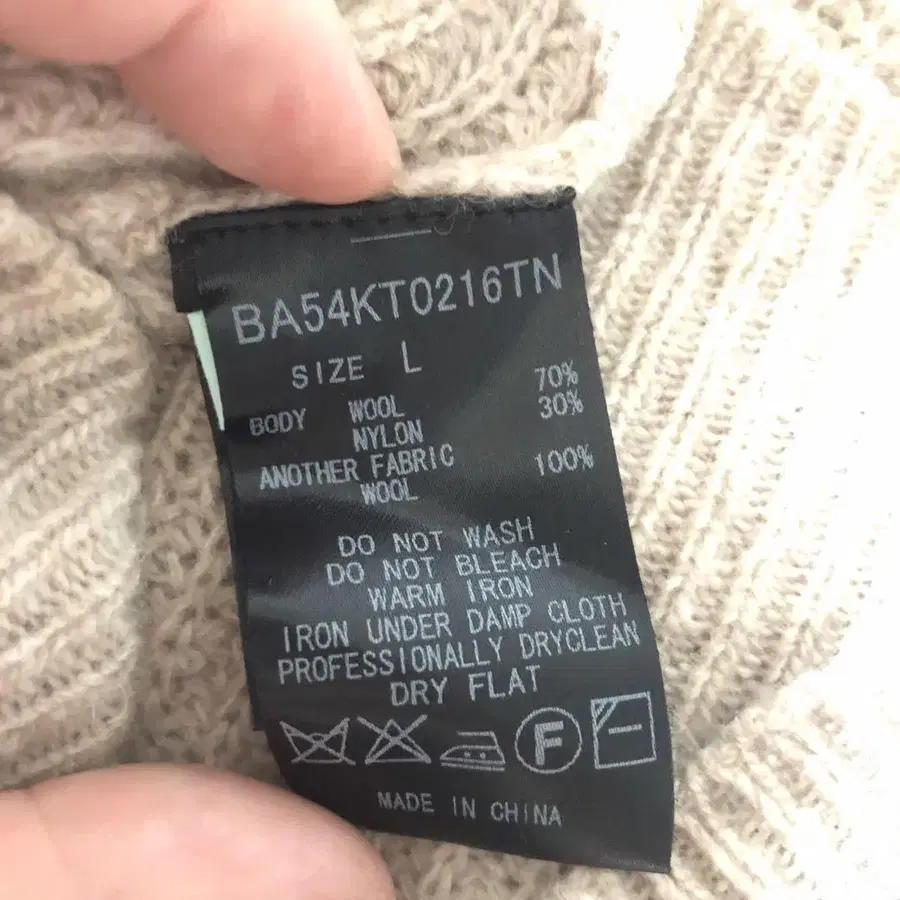 BA54KT0216TN
SIZE L
BODY WOOL 70%
NYLON 30%
ANOTHER FABRIC
WOOL 100%
DO NOT WASH
DO NOT BLEACH
WARM IRON
IRON UNDER DAMP CLOTH
PROFESSIONALLY DRYCLEAN
DRY FLAT
F
MADE IN CHINA